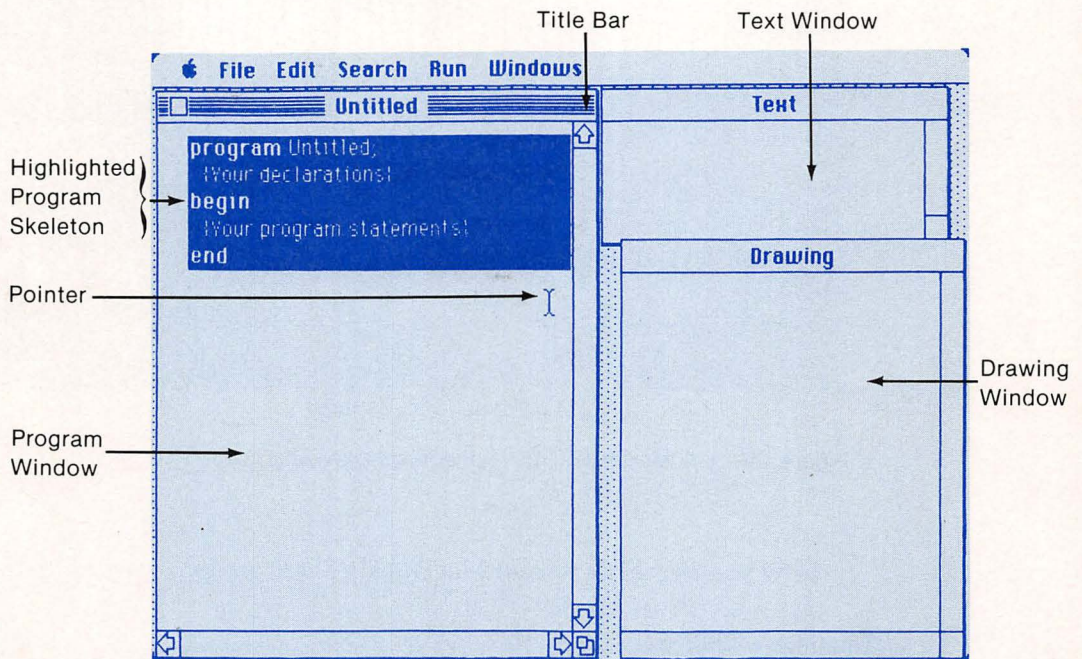 Title Bar
Text Window
File Edit Search Run Windows
Untitled
Text
Highlighted
Program
Skeleton
program Untitled;
{Your declarations}
begin
{Your program statements}
end
Drawing
Pointer
Drawing
Window
Program
Window